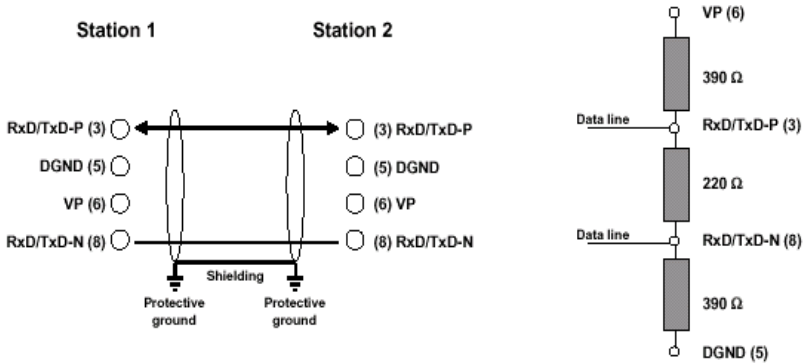 Station 1
Station 2
RxD/TxD-P (3)
(3) RxD/TxD-P
DGND (5)
(5) DGND
VP (6)
(6) VP
RxD/TxD-N (8)
(8) RxD/TxD-N
Shielding
Protective
ground
Protective
ground
VP (6)
390 Ω
Data line
RxD/TxD-P (3)
220 Ω
Data line
RxD/TxD-N (8)
390 Ω
DGND (5)